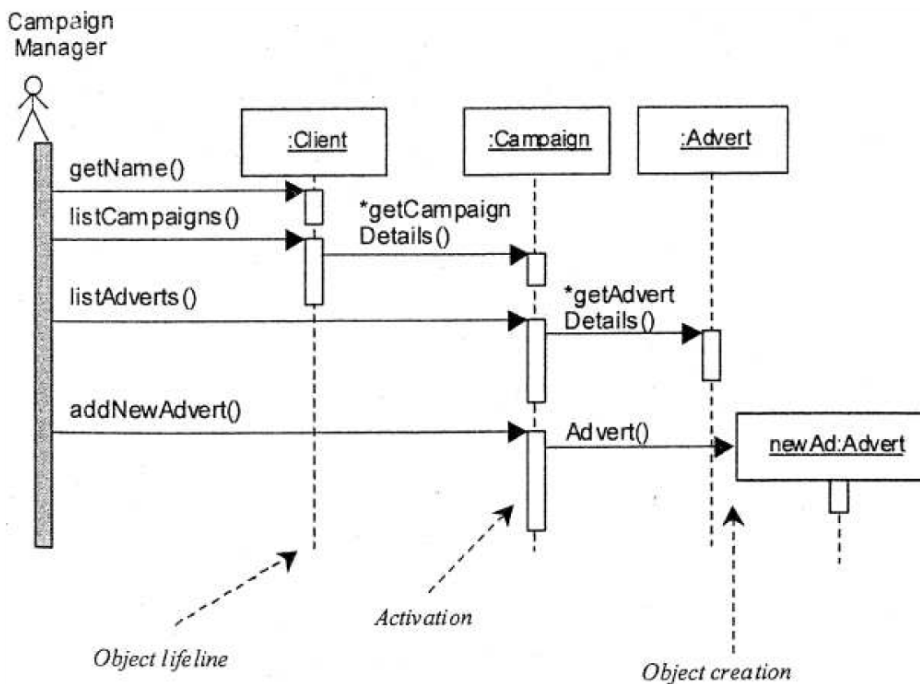 Campaign
Manager
:Client
:Campaign
:Advert
getName()
listCampaigns()
*getCampaign
Details()
listAdverts()
*getAdvert
Details()
addNewAdvert()
Advert()
newAd:Advert
Object lifeline
Activation
Object creation